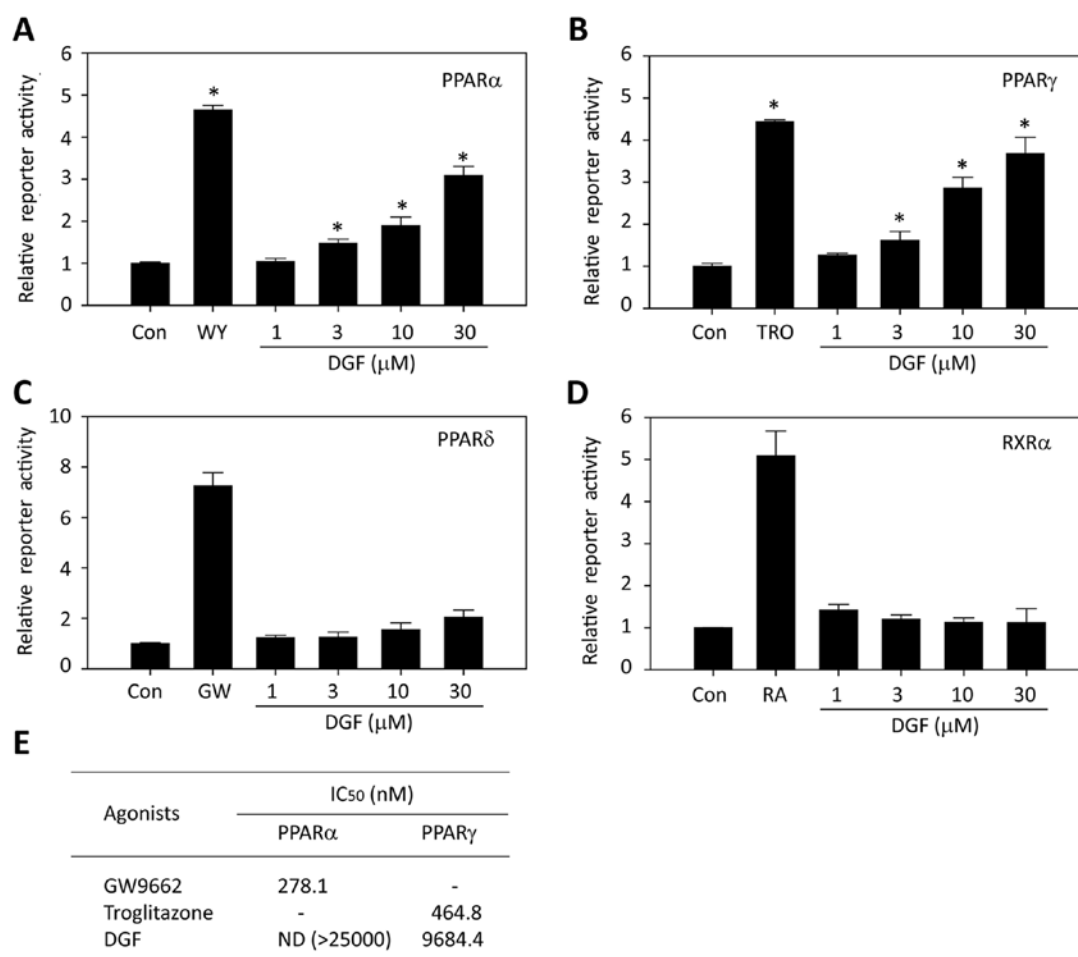 A
Relative reporter activity
6
5
4
3
2
1
0
PPARα
*
*
*
*
Con WY 1 3 10 30
DGF (μM)
B
Relative reporter activity
6
5
4
3
2
1
0
PPARγ
*
*
*
*
Con TRO 1 3 10 30
DGF (μM)
C
Relative reporter activity
10
8
6
4
2
0
PPARδ
Con GW 1 3 10 30
DGF (μM)
D
Relative reporter activity
6
5
4
3
2
1
0
RXRα
Con RA 1 3 10 30
DGF (μM)
E
Agonists
IC50 (nM)
PPARα PPARγ
GW9662 278.1 -
Troglitazone - 464.8
DGF ND (>25000) 9684.4